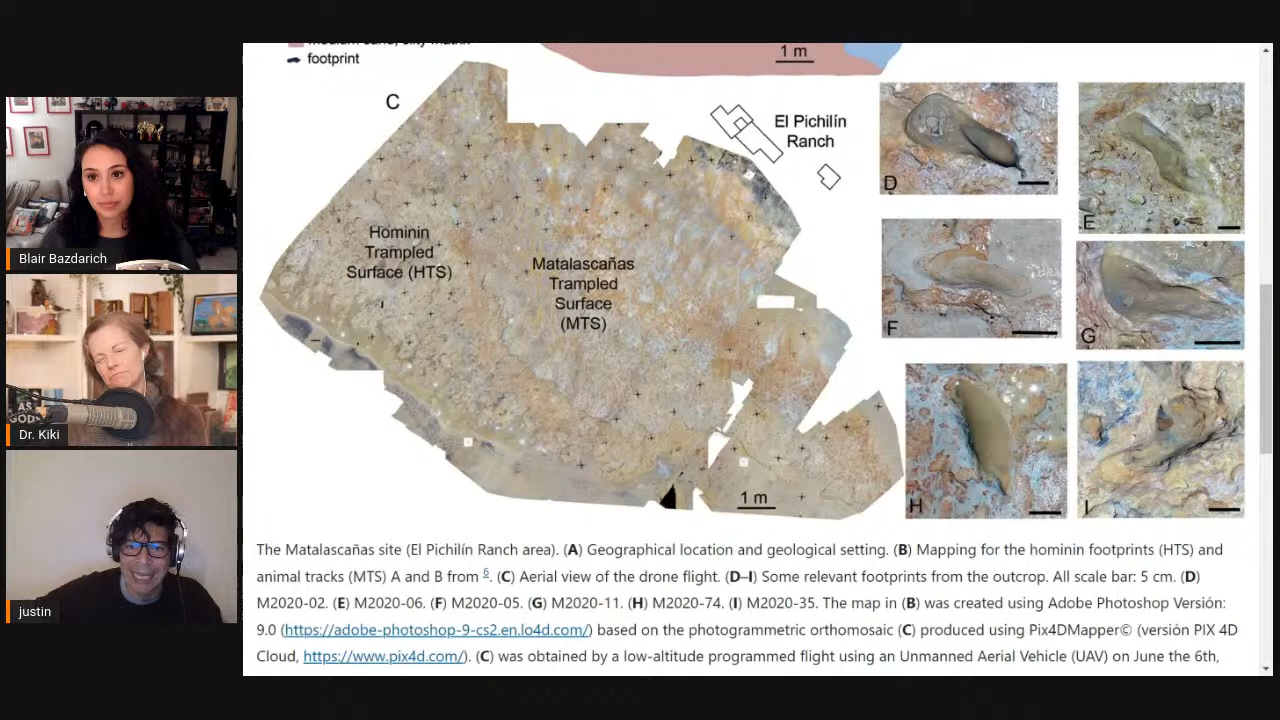 footprint
1 m
C
El Pichilín
Ranch
Hominin
Trampled
Surface (HTS)
Matalascañas
Trampled
Surface
(MTS)
1 m
D
E
F
G
H
I
Blair Bazdarich
Dr. Kiki
justin
AS
GOD
The Matalascañas site (El Pichilín Ranch area). (A) Geographical location and geological setting. (B) Mapping for the hominin footprints (HTS) and
animal tracks (MTS) A and B from 6. (C) Aerial view of the drone flight. (D–I) Some relevant footprints from the outcrop. All scale bar: 5 cm. (D)
M2020-02. (E) M2020-06. (F) M2020-05. (G) M2020-11. (H) M2020-74. (I) M2020-35. The map in (B) was created using Adobe Photoshop Versión:
9.0 (https://adobe-photoshop-9-cs2.en.lo4d.com/) based on the photogrammetric orthomosaic (C) produced using Pix4DMapper© (versión PIX 4D
Cloud, https://www.pix4d.com/). (C) was obtained by a low-altitude programmed flight using an Unmanned Aerial Vehicle (UAV) on June the 6th,